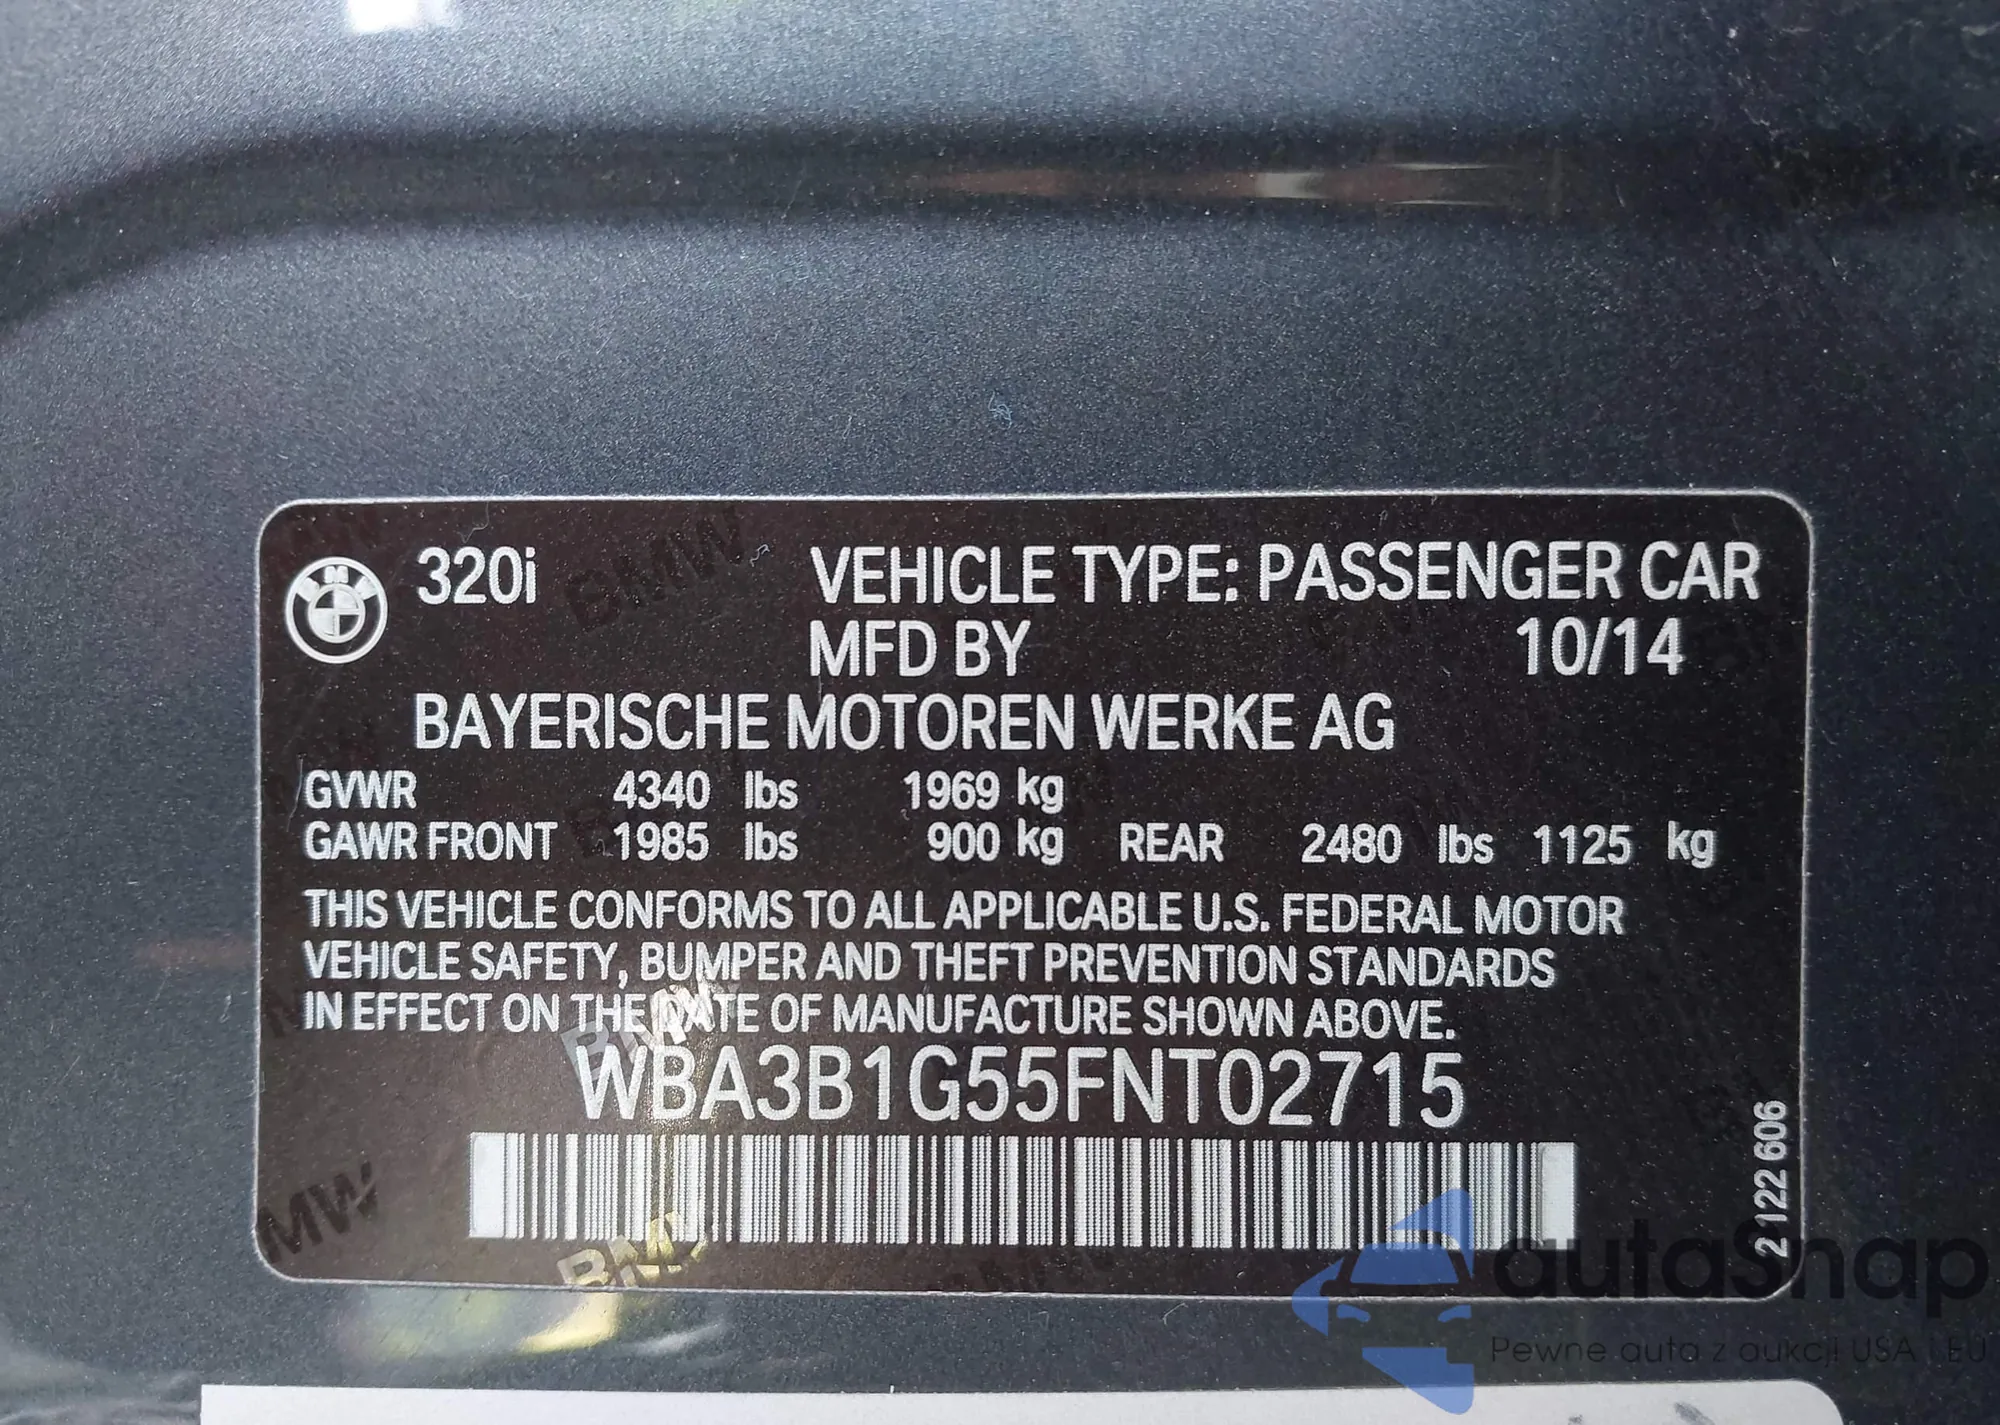 320i VEHICLE TYPE: PASSENGER CAR
MFD BY 10/14
BAYERISCHE MOTOREN WERKE AG
GVWR 4340 lbs 1969 kg
GAWR FRONT 1985 lbs 900 kg REAR 2480 lbs 1125 kg
THIS VEHICLE CONFORMS TO ALL APPLICABLE U.S. FEDERAL MOTOR
VEHICLE SAFETY, BUMPER AND THEFT PREVENTION STANDARDS
IN EFFECT ON THE DATE OF MANUFACTURE SHOWN ABOVE.
WBA3B1G55FNT02715
2 122 606
autaSnap
Pewne auta z aukcji USA i EU